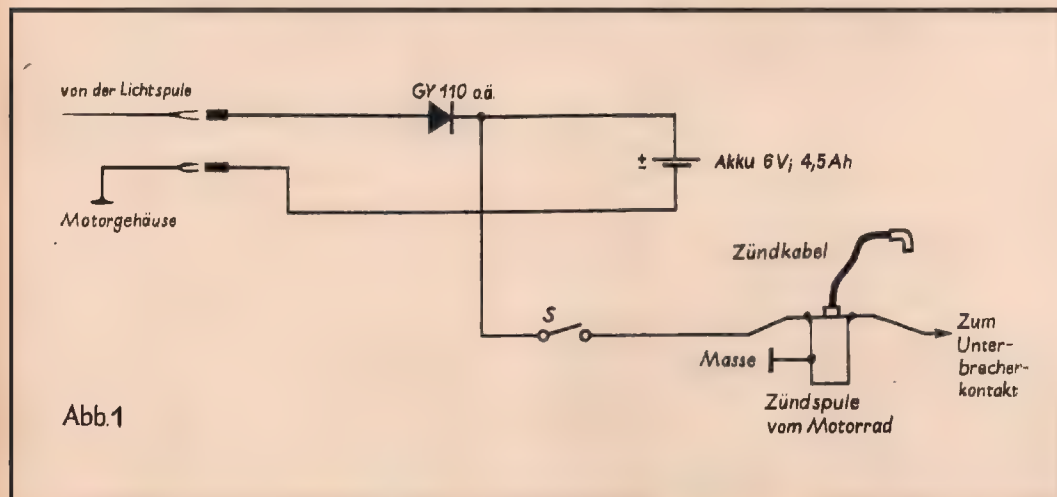 von der Lichtspule
GY 110 o.ä.
±
-
Akku 6V; 4,5Ah
Motorgehäuse
Zündkabel
S
Zum
Unter-
brecher-
kontakt
Masse
Zündspule
vom Motorrad
Abb.1